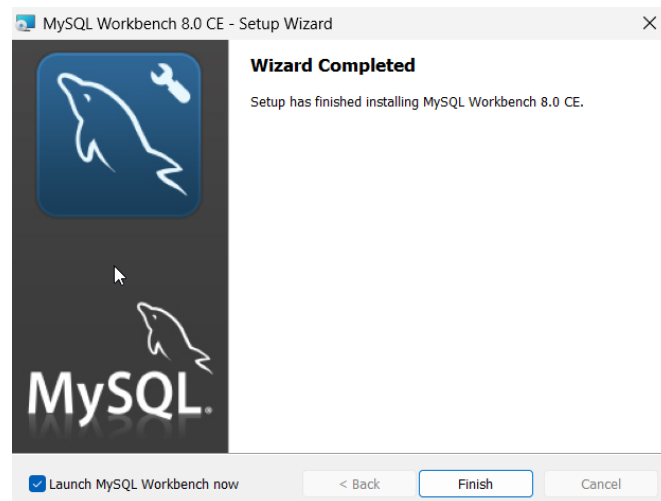 MySQL Workbench 8.0 CE - Setup Wizard
Wizard Completed
Setup has finished installing MySQL Workbench 8.0 CE.
MySQL.
Launch MySQL Workbench now
< Back
Finish
Cancel